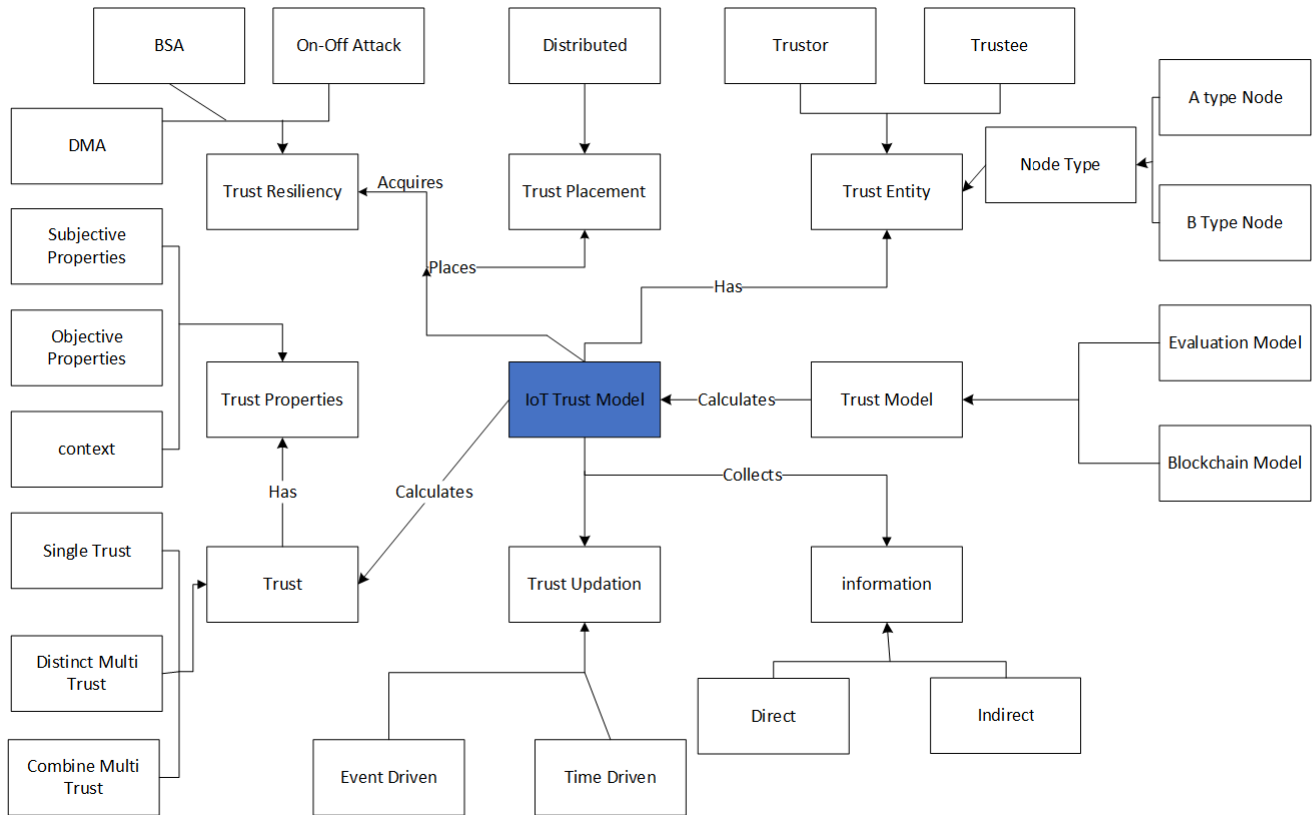 BSA
On-Off Attack
Distributed
Trustor
Trustee
A type Node
DMA
Node Type
Trust Resiliency
Acquires
Trust Placement
Trust Entity
B Type Node
Subjective
Properties
Places
Has
Objective
Properties
Evaluation Model
Trust Properties
IoT Trust Model
Calculates
Trust Model
context
Blockchain Model
Collects
Has
Calculates
Single Trust
Trust
Trust Updation
information
Distinct Multi
Trust
Direct
Indirect
Combine Multi
Trust
Event Driven
Time Driven